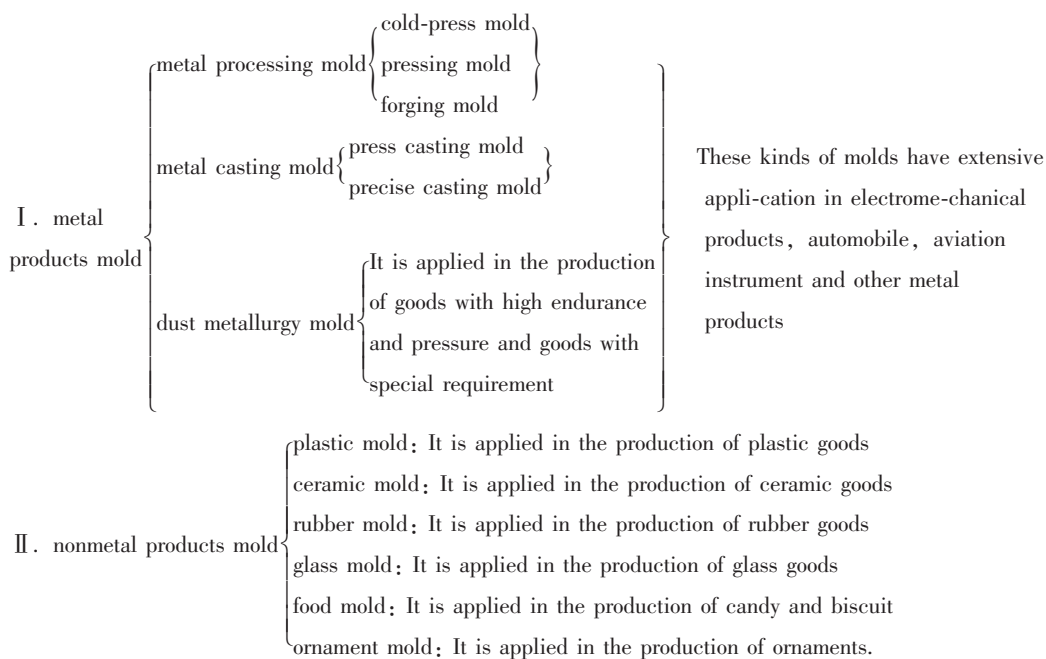 cold-press mold
metal processing mold
pressing mold
forging mold
press casting mold
metal casting mold
precise casting mold
These kinds of molds have extensive
appli-cation in electrome-chanical
products, automobile, aviation
instrument and other metal
products
Ⅰ. metal
products mold
It is applied in the production
of goods with high endurance
dust metallurgy mold
and pressure and goods with
special requirement
plastic mold: It is applied in the production of plastic goods
ceramic mold: It is applied in the production of ceramic goods
rubber mold: It is applied in the production of rubber goods
Ⅱ. nonmetal products mold
glass mold: It is applied in the production of glass goods
food mold: It is applied in the production of candy and biscuit
ornament mold: It is applied in the production of ornaments.